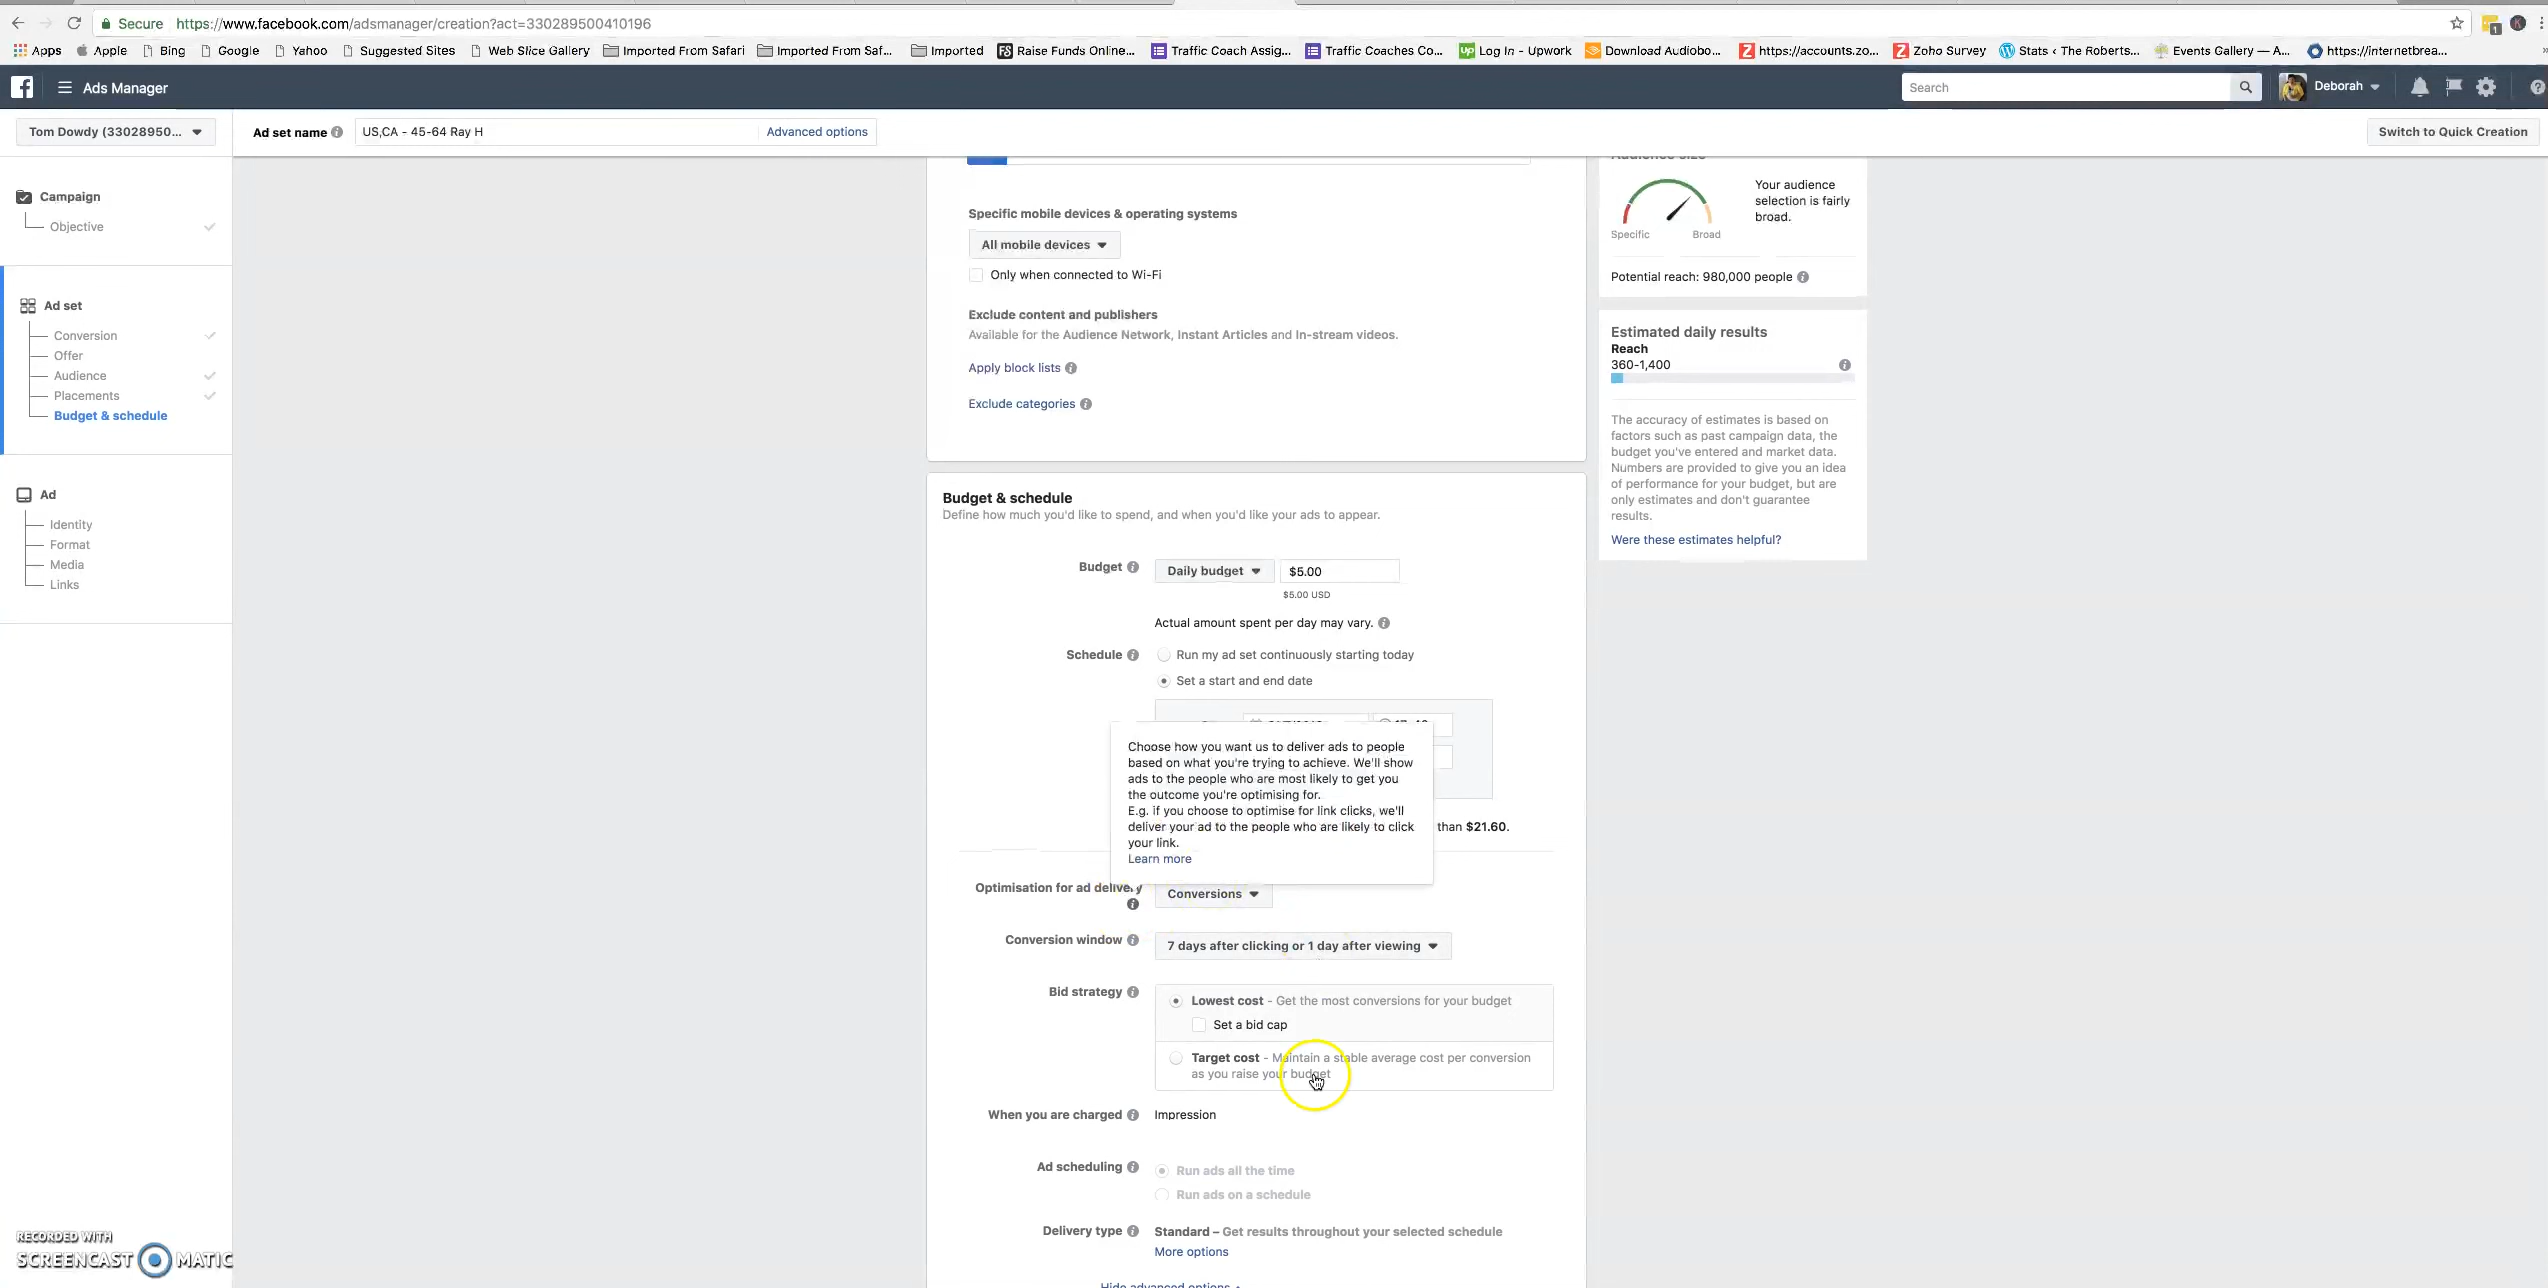 Secure https://www.facebook.com/adsmanager/creation?act=330289500410196
Apps Apple Bing Google Yahoo Suggested Sites Web Slice Gallery Imported From Safari Imported From Saf... Imported Raise Funds Online... Traffic Coach Assig... Traffic Coaches Co... Log In - Upwork Download Audiobo... https://accounts.zo... Zoho Survey Stats ‹ The Roberts... Events Gallery — A... https://internetbrea...
Ads Manager Search Deborah
Tom Dowdy (33028950... Ad set name US,CA - 45-64 Ray H Advanced options Switch to Quick Creation
Campaign
Objective
Ad set
Conversion
Offer
Audience
Placements
Budget & schedule
Ad
Identity
Format
Media
Links
Specific mobile devices & operating systems
All mobile devices
Only when connected to Wi-Fi
Exclude content and publishers
Available for the Audience Network, Instant Articles and In-stream videos.
Apply block lists
Exclude categories
Budget & schedule
Define how much you'd like to spend, and when you'd like your ads to appear.
Budget Daily budget $5.00
$5.00 USD
Actual amount spent per day may vary.
Schedule Run my ad set continuously starting today
Set a start and end date
Choose how you want us to deliver ads to people
based on what you're trying to achieve. We'll show
ads to the people who are most likely to get you
the outcome you're optimising for.
E.g. if you choose to optimise for link clicks, we'll
deliver your ad to the people who are likely to click
your link.
Learn more
than $21.60.
Optimisation for ad delivery Conversions
Conversion window 7 days after clicking or 1 day after viewing
Bid strategy Lowest cost - Get the most conversions for your budget
Set a bid cap
Target cost - Maintain a stable average cost per conversion
as you raise your budget
When you are charged Impression
Ad scheduling Run ads all the time
Run ads on a schedule
Delivery type Standard – Get results throughout your selected schedule
More options
Hide advanced options
Audience size
Your audience
selection is fairly
broad.
Specific Broad
Potential reach: 980,000 people
Estimated daily results
Reach
360-1,400
The accuracy of estimates is based on
factors such as past campaign data, the
budget you've entered and market data.
Numbers are provided to give you an idea
of performance for your budget, but are
only estimates and don't guarantee
results.
Were these estimates helpful?
RECORDED WITH
SCREENCAST MATIC